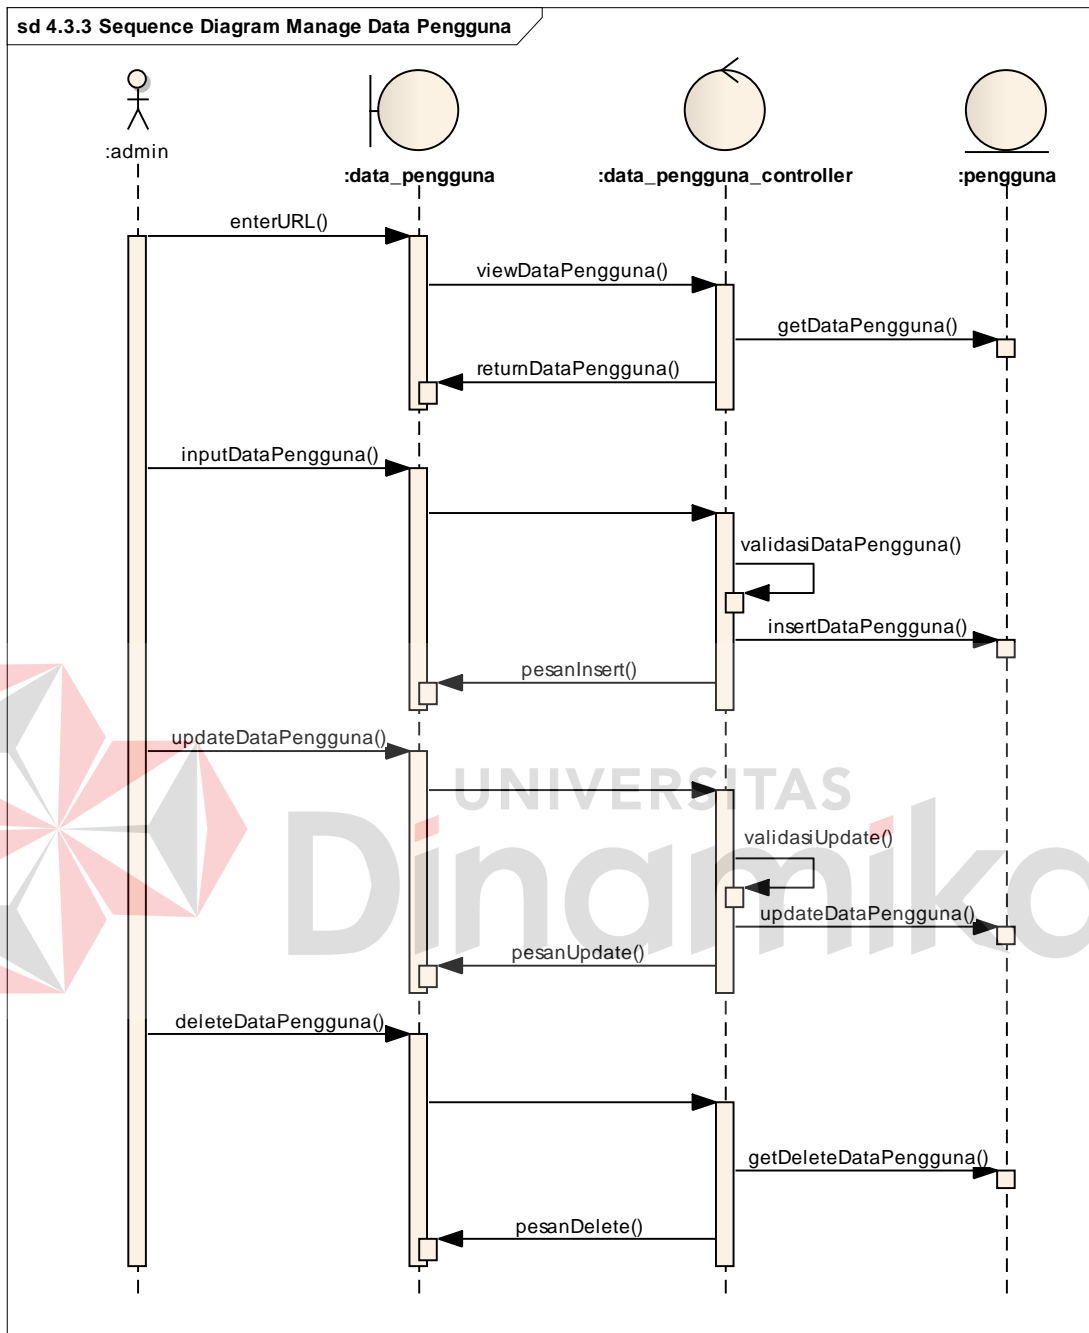 sd 4.3.3 Sequence Diagram Manage Data Pengguna
:admin
:data_pengguna
:data_pengguna_controller
:pengguna
enterURL()
viewDataPengguna()
getDataPengguna()
returnDataPengguna()
inputDataPengguna()
validasiDataPengguna()
insertDataPengguna()
pesanInsert()
updateDataPengguna()
UNIVERSITAS
Dinamika
validasiUpdate()
updateDataPengguna()
pesanUpdate()
deleteDataPengguna()
getDeleteDataPengguna()
pesanDelete()